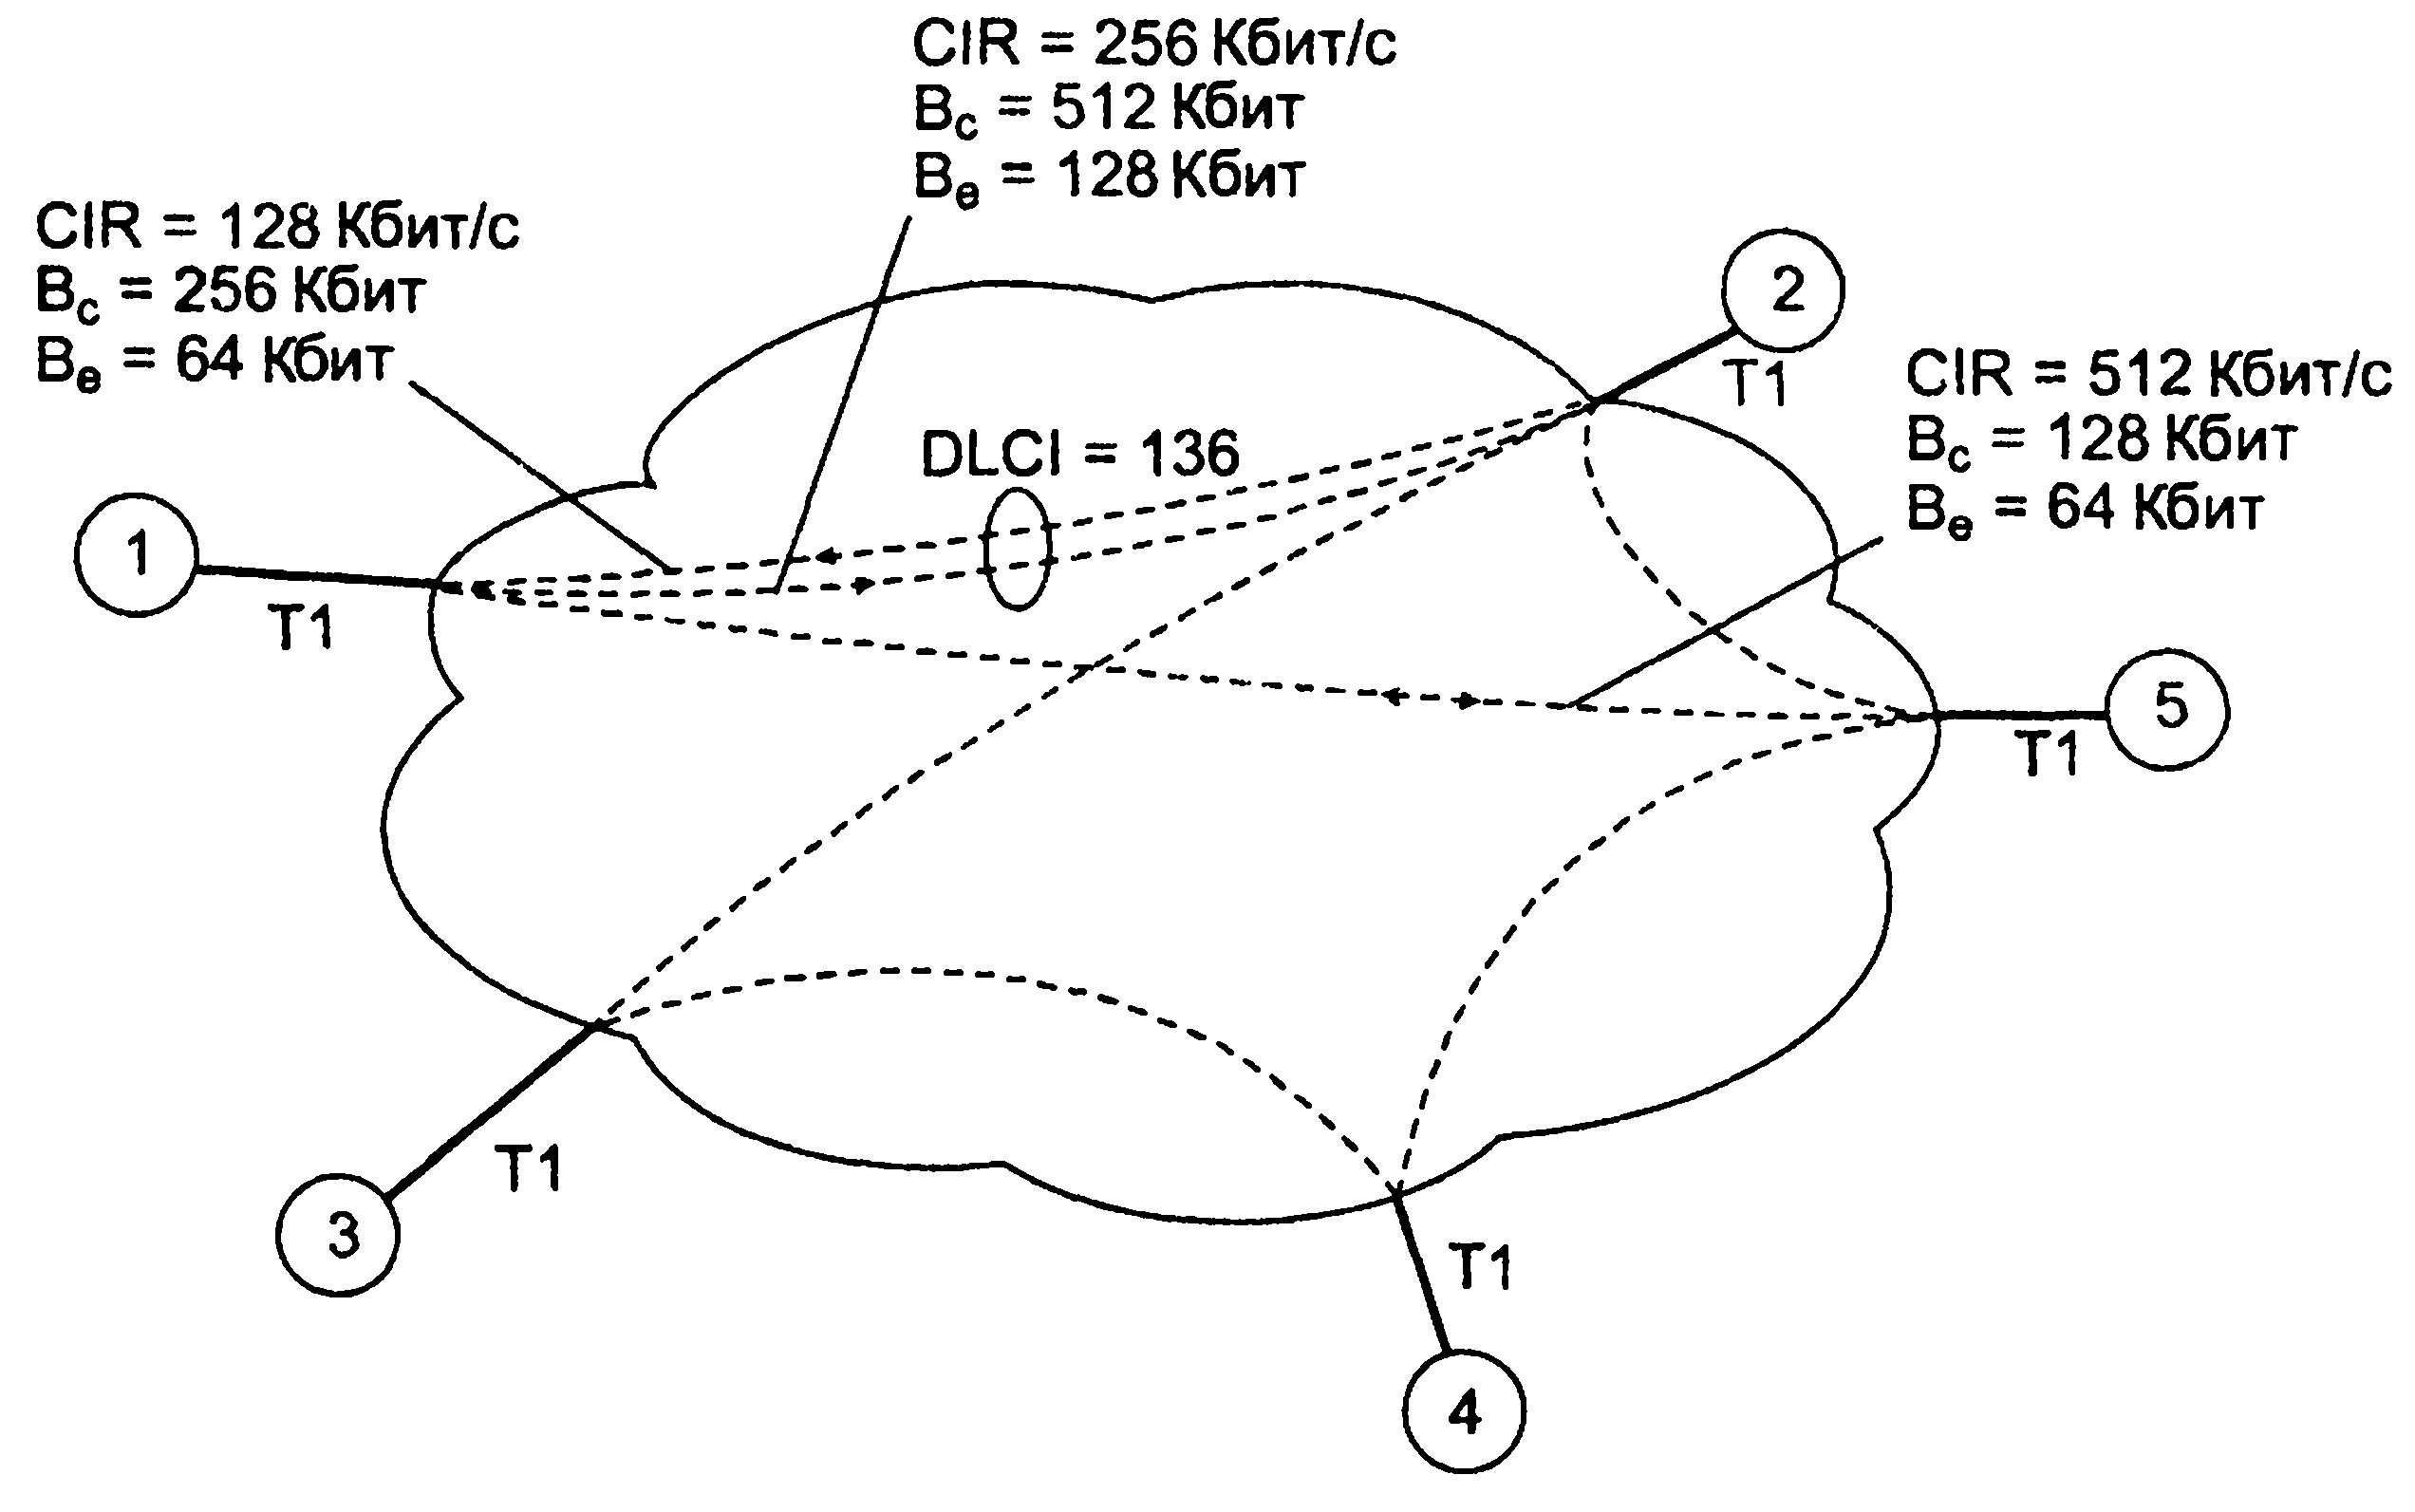 CIR = 256 Кбит/с
Bc = 512 Кбит
Be = 128 Кбит
CIR = 128 Кбит/с
Bc = 256 Кбит
Be = 64 Кбит
2
T1
CIR = 512 Кбит/с
Bc = 128 Кбит
Be = 64 Кбит
DLCI = 136
1
T1
5
T1
3
T1
T1
4